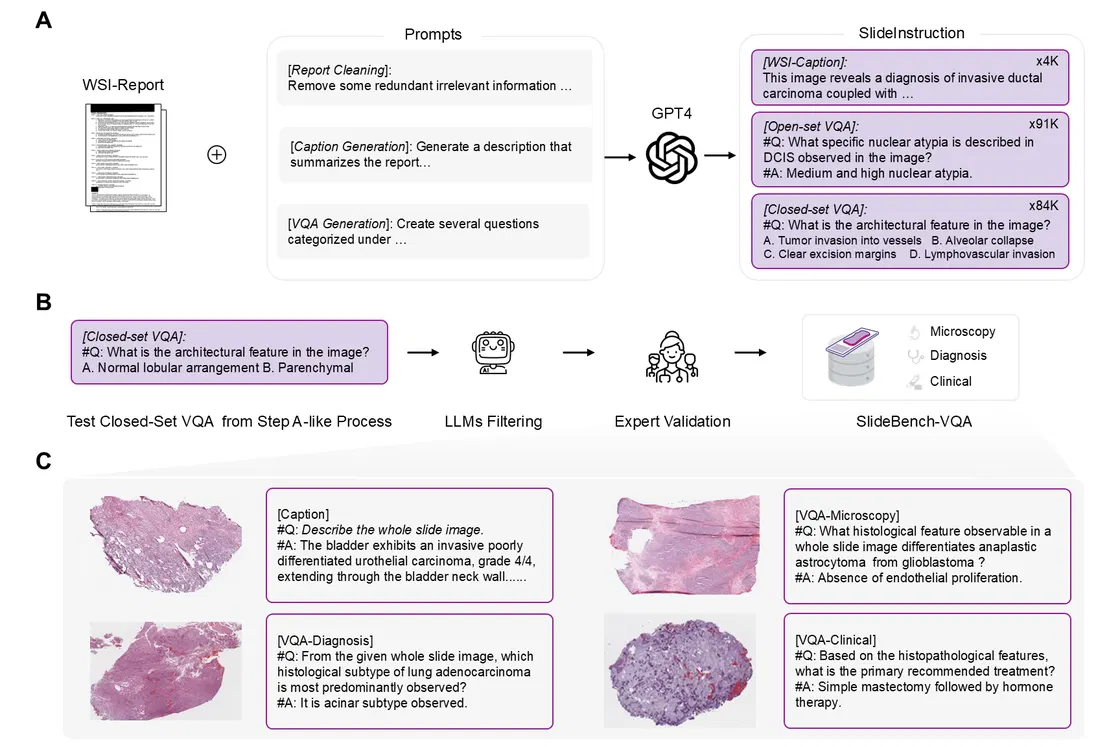 A
WSI-Report
Prompts
[Report Cleaning]:
Remove some redundant irrelevant information …
[Caption Generation]: Generate a description that
summarizes the report…
[VQA Generation]: Create several questions
categorized under …
GPT4
SlideInstruction
[WSI-Caption]: x4K
This image reveals a diagnosis of invasive ductal
carcinoma coupled with …
[Open-set VQA]: x91K
#Q: What specific nuclear atypia is described in
DCIS observed in the image?
#A: Medium and high nuclear atypia.
[Closed-set VQA]: x84K
#Q: What is the architectural feature in the image?
A. Tumor invasion into vessels B. Alveolar collapse
C. Clear excision margins D. Lymphovascular invasion
B
[Closed-set VQA]:
#Q: What is the architectural feature in the image?
A. Normal lobular arrangement B. Parenchymal
Test Closed-Set VQA from Step A-like Process
AI
LLMs Filtering
Expert Validation
Microscopy
Diagnosis
Clinical
SlideBench-VQA
C
[Caption]
#Q: Describe the whole slide image.
#A: The bladder exhibits an invasive poorly
differentiated urothelial carcinoma, grade 4/4,
extending through the bladder neck wall......
[VQA-Microscopy]
#Q: What histological feature observable in a
whole slide image differentiates anaplastic
astrocytoma from glioblastoma ?
#A: Absence of endothelial proliferation.
[VQA-Diagnosis]
#Q: From the given whole slide image, which
histological subtype of lung adenocarcinoma
is most predominantly observed?
#A: It is acinar subtype observed.
[VQA-Clinical]
#Q: Based on the histopathological features,
what is the primary recommended treatment?
#A: Simple mastectomy followed by hormone
therapy.